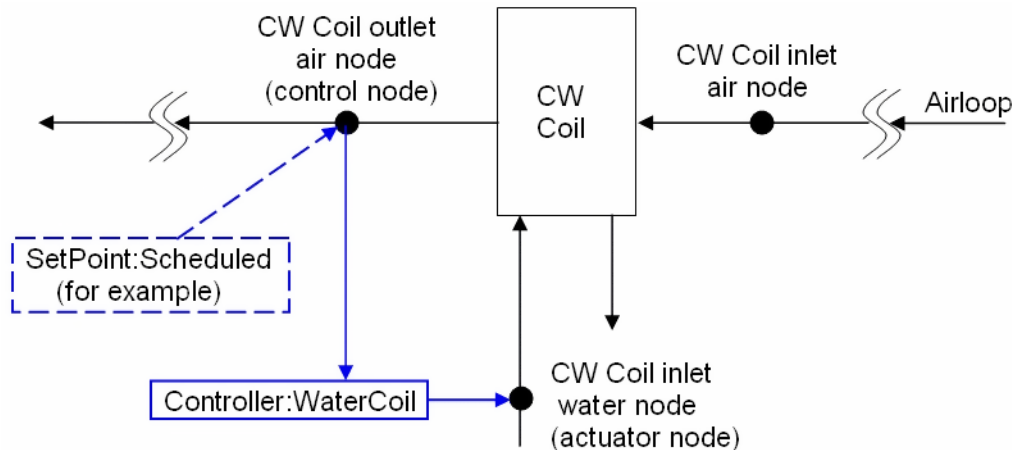 CW Coil outlet
air node
(control node)
CW
Coil
CW Coil inlet
air node
Airloop
SetPoint:Scheduled
(for example)
Controller:WaterCoil
CW Coil inlet
water node
(actuator node)